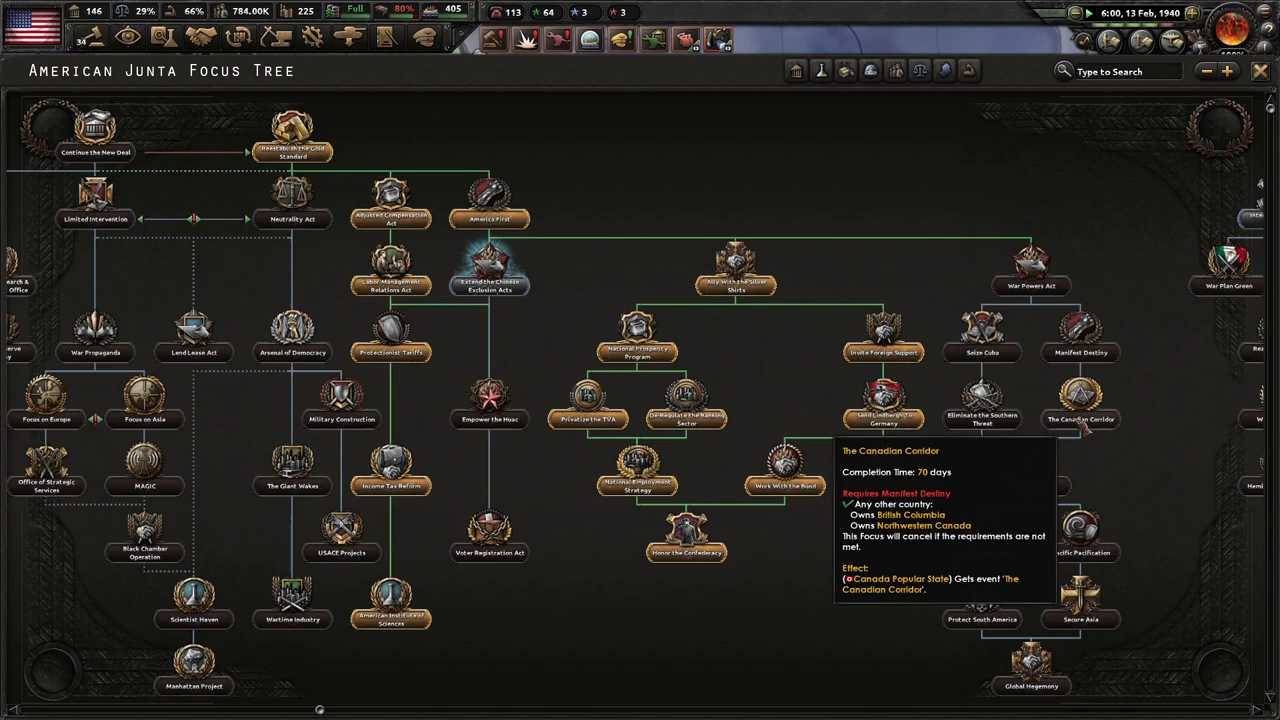 146 29% 66% 784.00K 225 Full 80% 405 113 64 3 3 6:00, 13 Feb, 1940
34 100%
American Junta Focus Tree Type to Search
Continue the New Deal
Reestablish the Gold
Standard
Limited Intervention
Neutrality Act
Adjusted Compensation
Act
America First
Labor-Management
Relations Act
Extend the Chinese
Exclusion Acts
Ally With the Silver
Shirts
War Powers Act
War Plan Green
Office
War Propaganda
Lend Lease Act
Arsenal of Democracy
Protectionist Tariffs
National Prosperity
Program
Invite Foreign Support
Seize Cuba
Manifest Destiny
Focus on Europe
Focus on Asia
Military Construction
Empower the Huac
Privatize the TVA
De-Regulate the Banking
Sector
Send Lindbergh To
Germany
Eliminate the Southern
Threat
The Canadian Corridor
The Canadian Corridor
Completion Time: 70 days
Requires Manifest Destiny
Any other country:
Owns British Columbia
Owns Northwestern Canada
This Focus will cancel if the requirements are not
met.
Effect:
(Canada Popular State) Gets event 'The
Canadian Corridor'.
Office of Strategic
Services
MAGIC
The Giant Wakes
Income Tax Reform
National Employment
Strategy
Work With the Bund
Black Chamber
Operation
USACE Projects
Voter Registration Act
Honor the Confederacy
Pacific Pacification
Scientist Haven
Wartime Industry
American Institute of
Sciences
Protect South America
Secure Asia
Manhattan Project
Global Hegemony